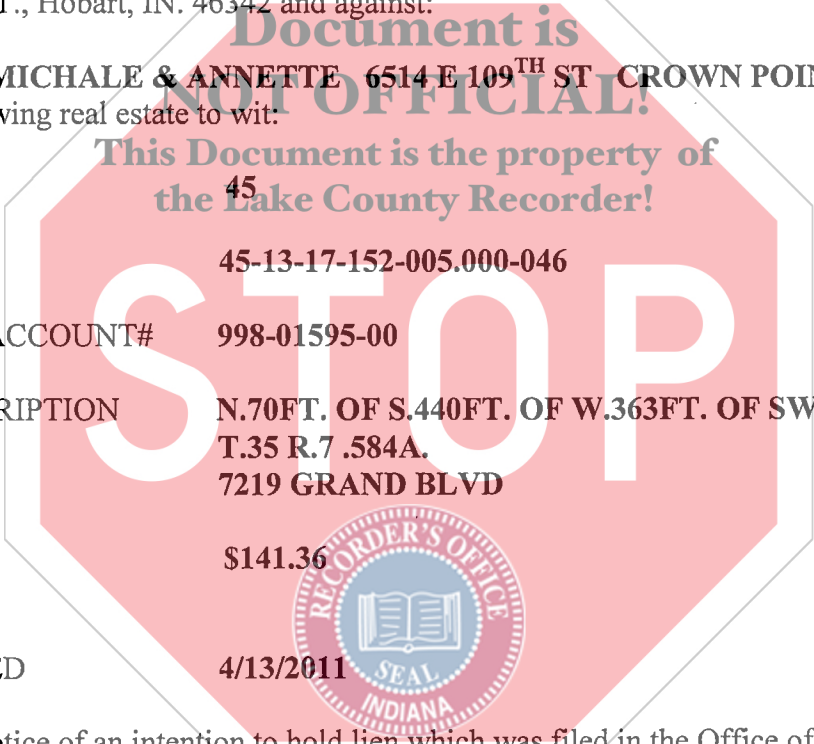 T., Hobart, IN. 46342 and against:
Document is
MICHALE & ANNETTE 6514 E 109TH ST CROWN POIN
NOT OFFICIAL!
wing real estate to wit:
This Document is the property of
45
the Lake County Recorder!
45-13-17-152-005.000-046
STOP
ACCOUNT# 998-01595-00
RIPTION N.70FT. OF S.440FT. OF W.363FT. OF SW
T.35 R.7 .584A.
7219 GRAND BLVD
$141.36
RECORDER'S OFFICE
SEAL
INDIANA
ED 4/13/2011
otice of an intention to hold lien which was filed in the Office of